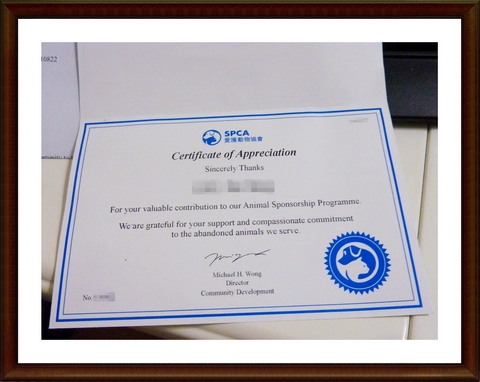 0822
SPCA
愛護動物協會
Certificate of Appreciation
Sincerely Thanks
For your valuable contribution to our Animal Sponsorship Programme.
We are grateful for your support and compassionate commitment
to the abandoned animals we serve.
Michael H. Wong
Director
Community Development
No.